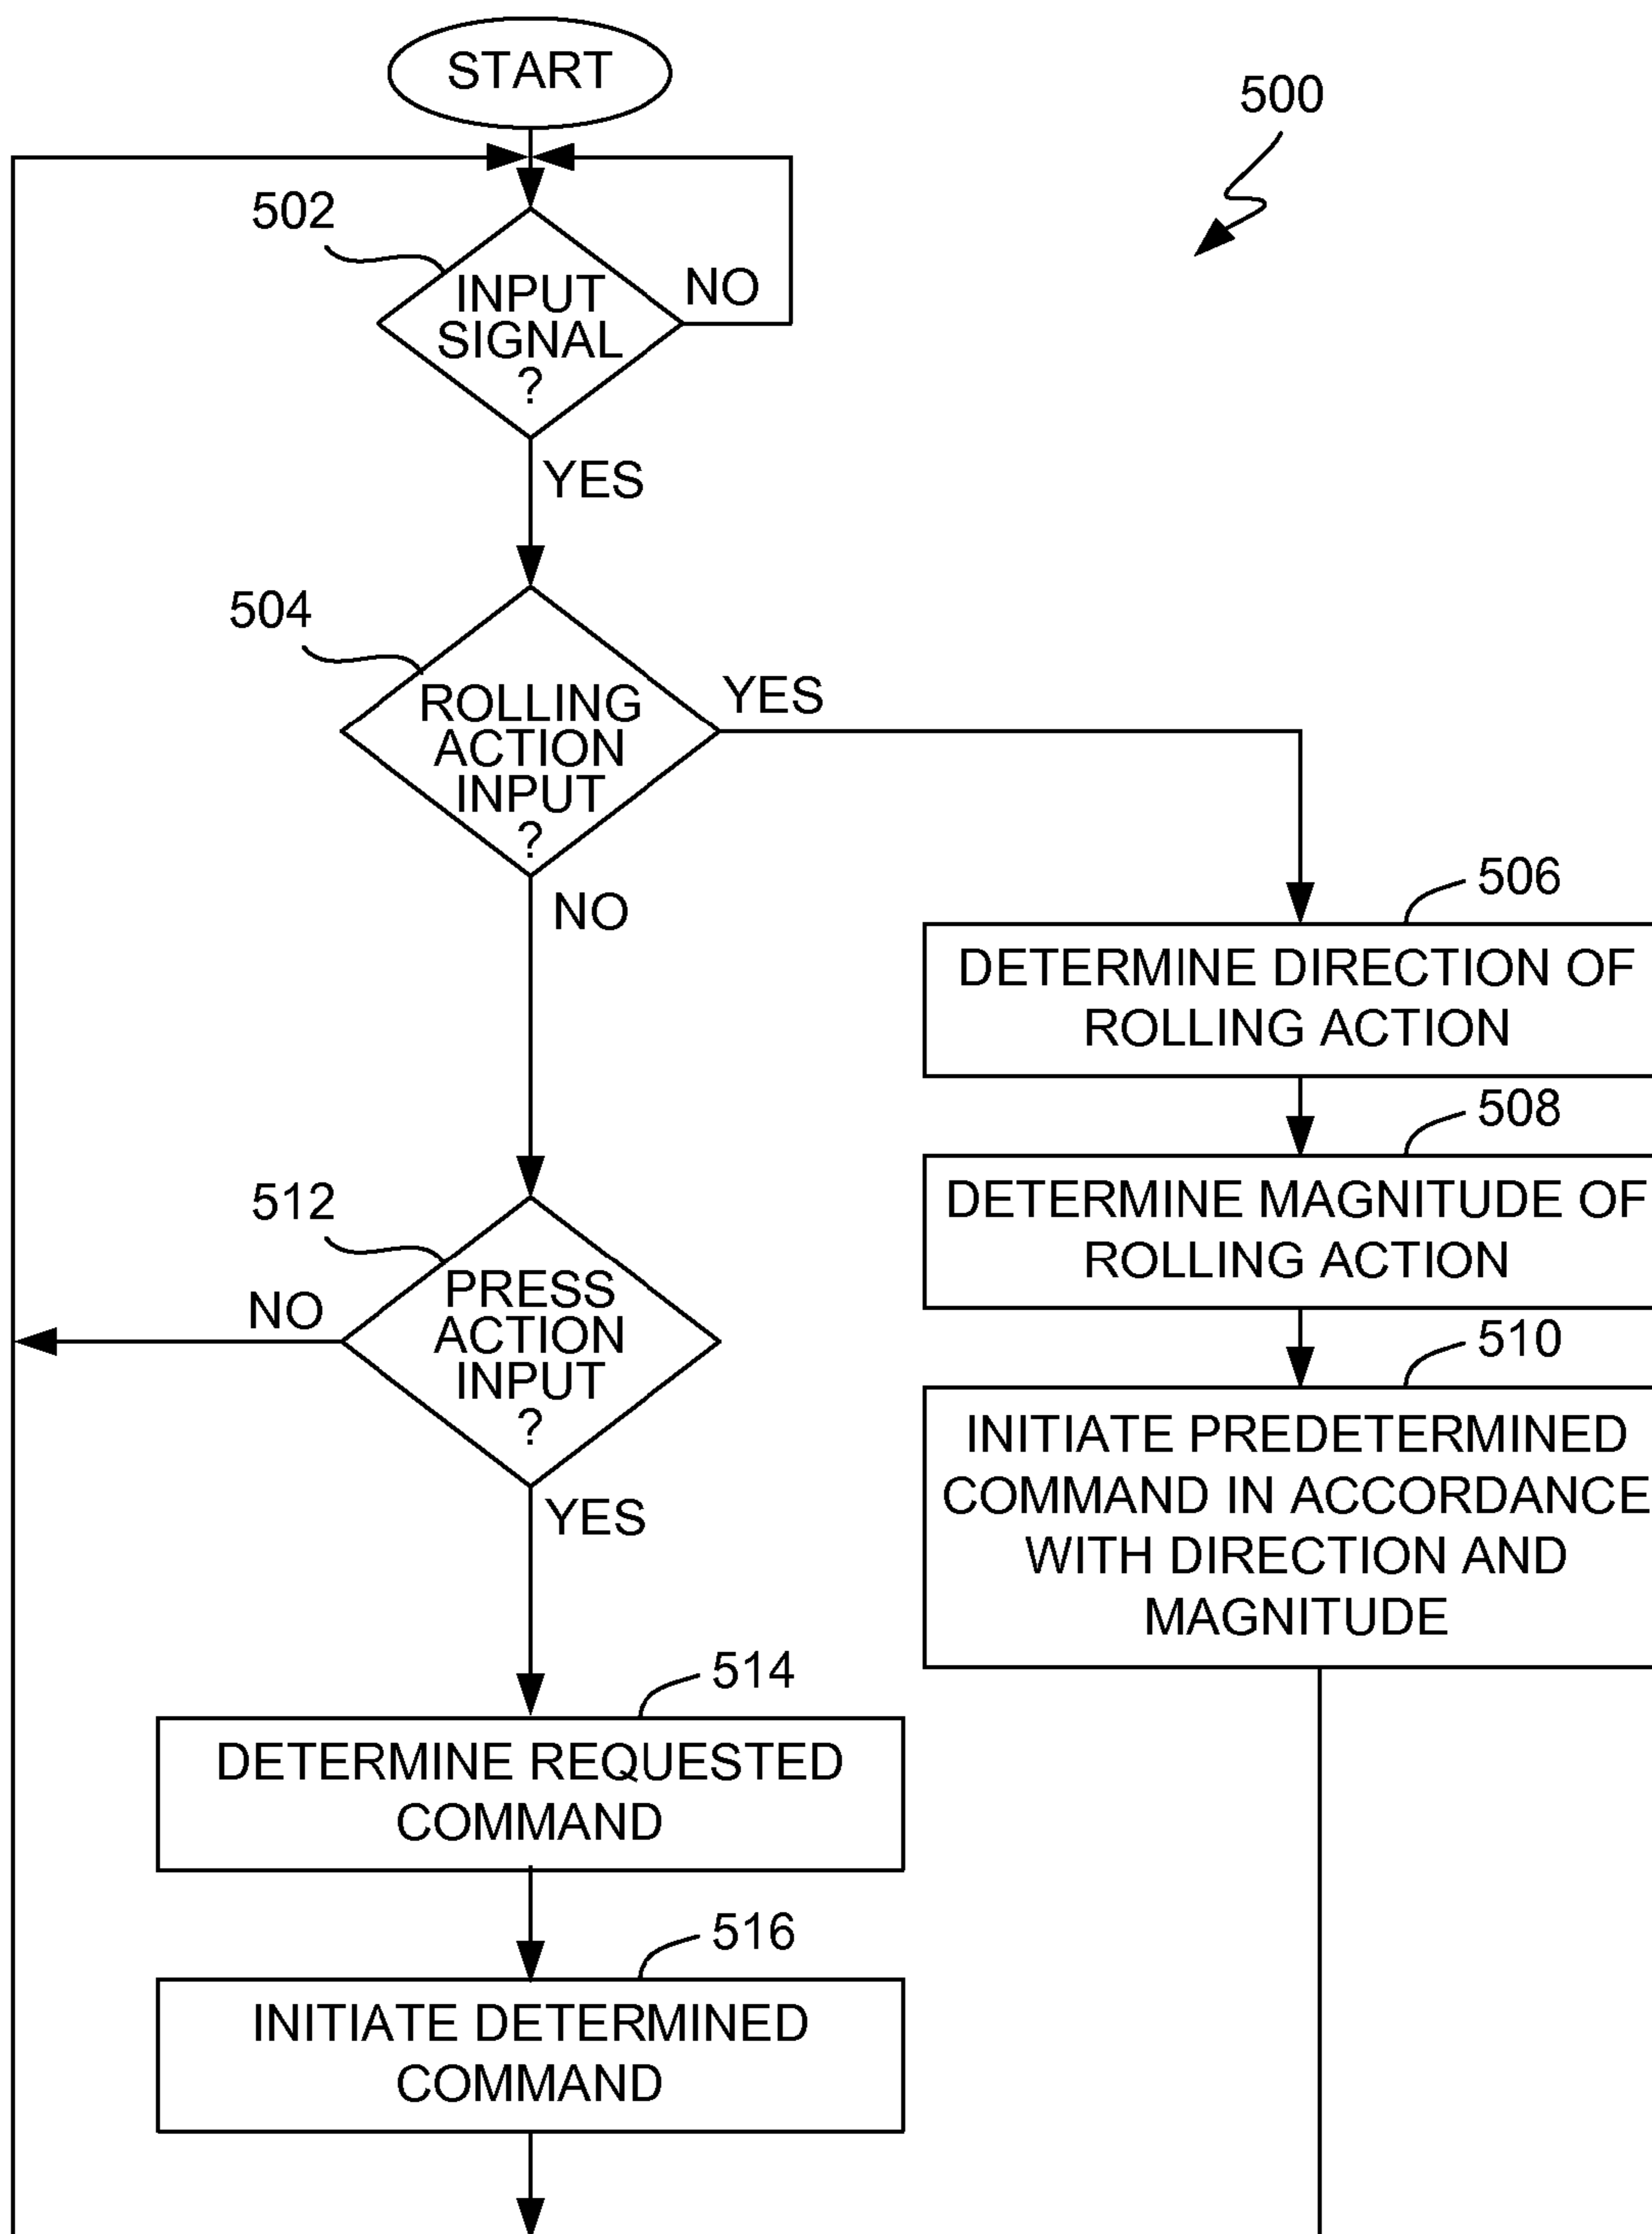 START
500
502
INPUT
SIGNAL
?
NO
YES
504
ROLLING
ACTION
INPUT
?
YES
NO
506
DETERMINE DIRECTION OF
ROLLING ACTION
508
DETERMINE MAGNITUDE OF
ROLLING ACTION
510
INITIATE PREDETERMINED
COMMAND IN ACCORDANCE
WITH DIRECTION AND
MAGNITUDE
512
PRESS
ACTION
INPUT
?
NO
YES
514
DETERMINE REQUESTED
COMMAND
516
INITIATE DETERMINED
COMMAND